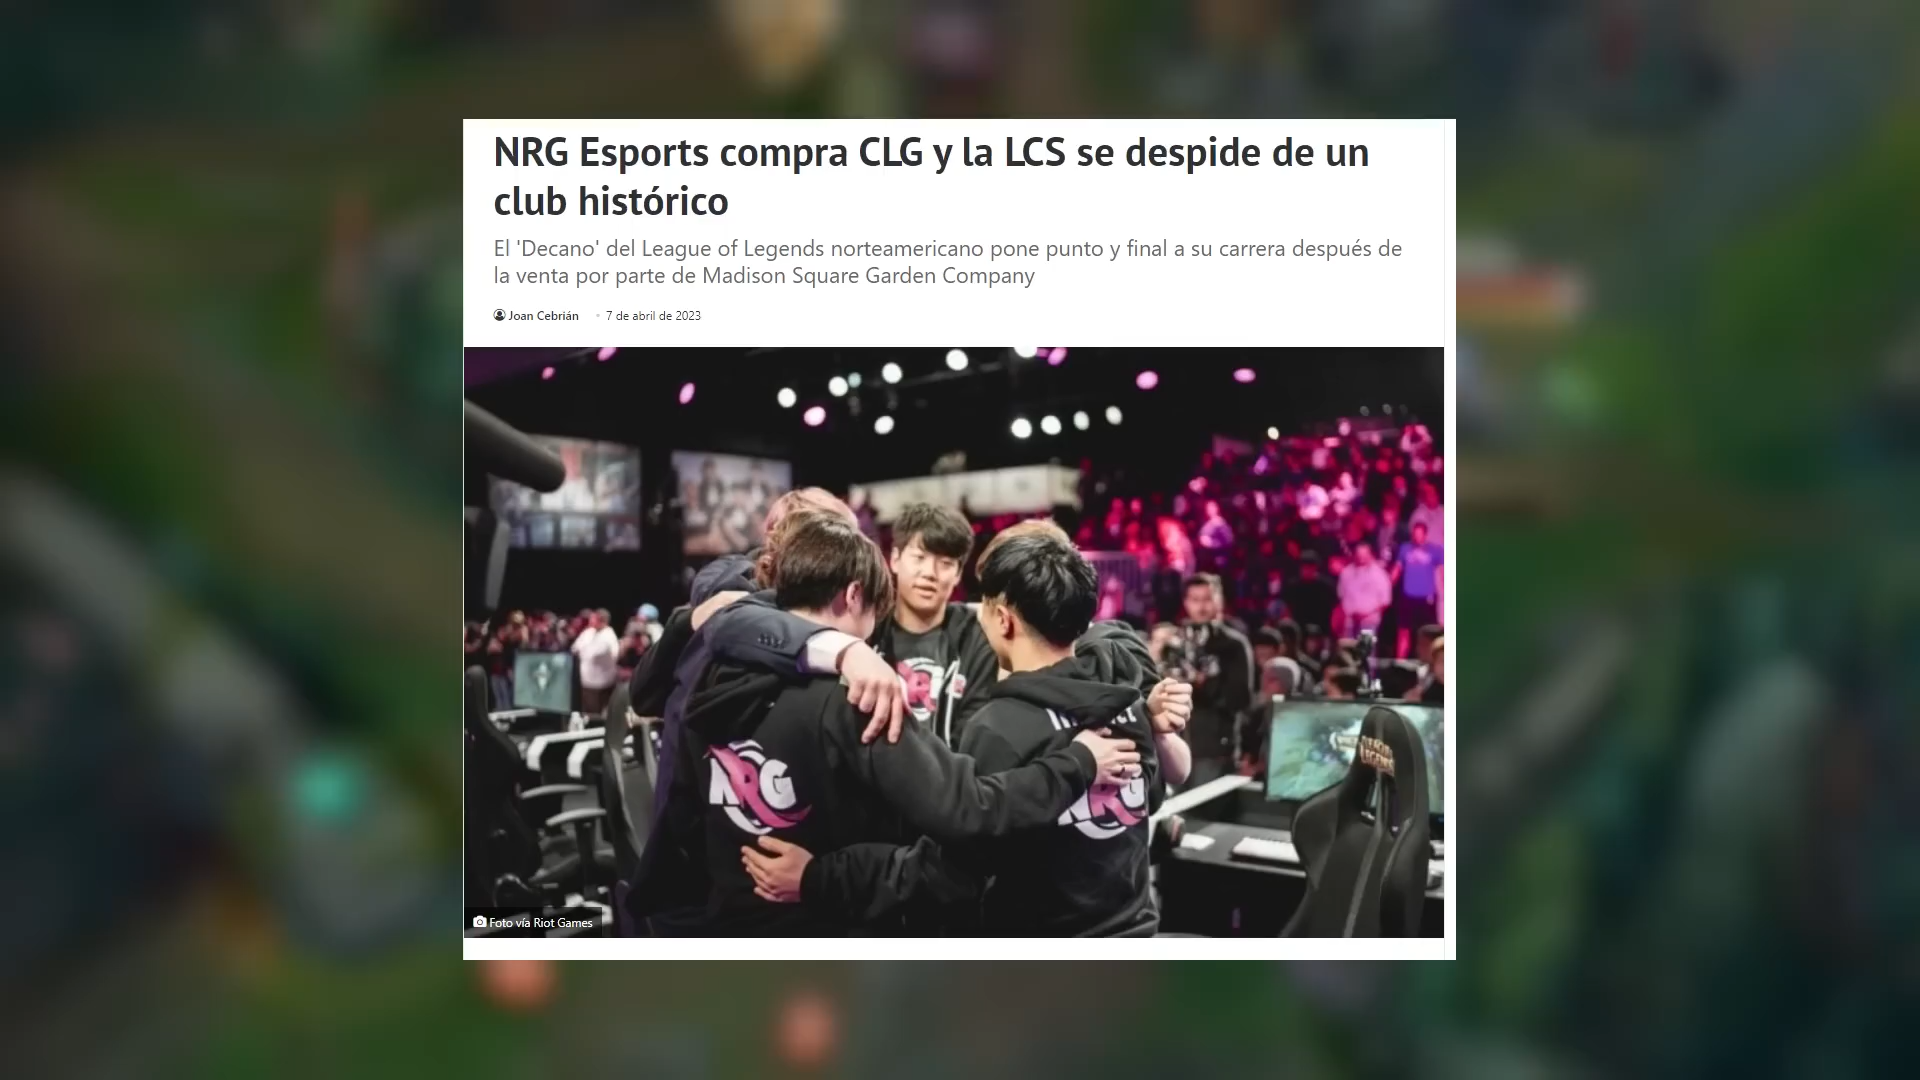 NRG Esports compra CLG y la LCS se despide de un
club histórico
El 'Decano' del League of Legends norteamericano pone punto y final a su carrera después de
la venta por parte de Madison Square Garden Company
Joan Cebrián
7 de abril de 2023
LEGENDS
NRG
NRG
Foto vía Riot Games